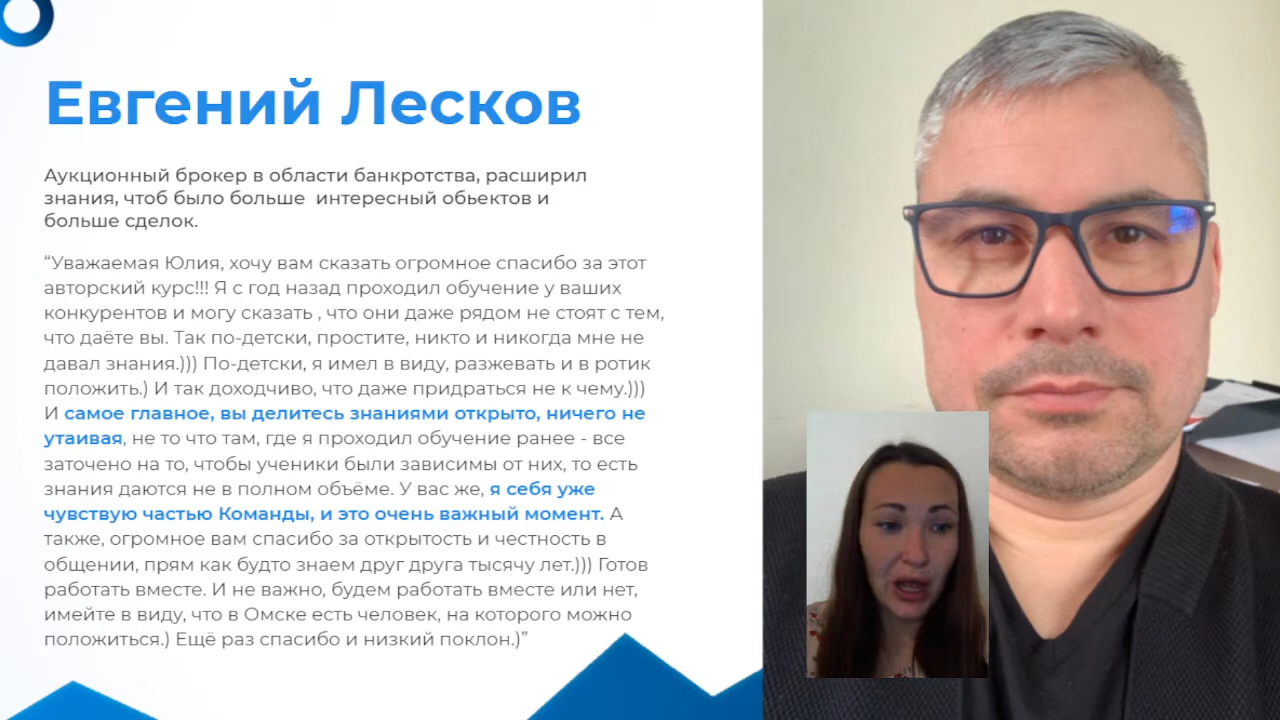 Евгений Лесков
Аукционный брокер в области банкротства, расширил
знания, чтоб было больше  интересный обьектов и
больше сделок.
“Уважаемая Юлия, хочу вам сказать огромное спасибо за этот
авторский курс!!! Я с год назад проходил обучение у ваших
конкурентов и могу сказать , что они даже рядом не стоят с тем,
что даёте вы. Так по-детски, простите, никто и никогда мне не
давал знания.))) По-детски, я имел в виду, разжевать и в ротик
положить.) И так доходчиво, что даже придраться не к чему.)))
И самое главное, вы делитесь знаниями открыто, ничего не
утаивая, не то что там, где я проходил обучение ранее - все
заточено на то, чтобы ученики были зависимы от них, то есть
знания даются не в полном объёме. У вас же, я себя уже
чувствую частью Команды, и это очень важный момент. А
также, огромное вам спасибо за открытость и честность в
общении, прям как будто знаем друг друга тысячу лет.))) Готов
работать вместе. И не важно, будем работать вместе или нет,
имейте в виду, что в Омске есть человек, на которого можно
положиться.) Ещё раз спасибо и низкий поклон.)”